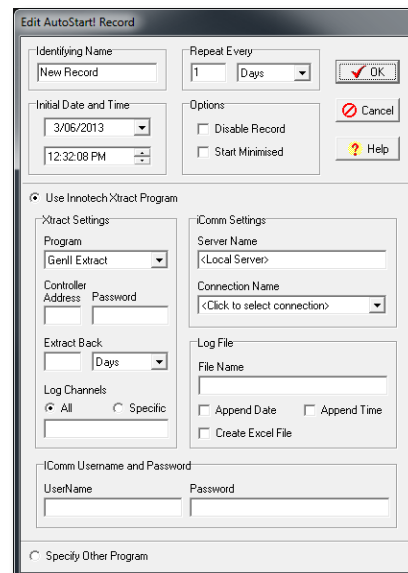 Edit AutoStart! Record
Identifying Name
New Record
Repeat Every
1 Days
OK
Initial Date and Time
3/06/2013
12:32:08 PM
Options
Disable Record
Start Minimised
Cancel
Help
Use Innotech Xtract Program
Xtract Settings
Program
GenII Extract
Controller
Address Password
Extract Back
Days
Log Channels
All Specific
iComm Settings
Server Name
<Local Server>
Connection Name
<Click to select connection>
Log File
File Name
Append Date Append Time
Create Excel File
IComm Username and Password
UserName Password
Specify Other Program